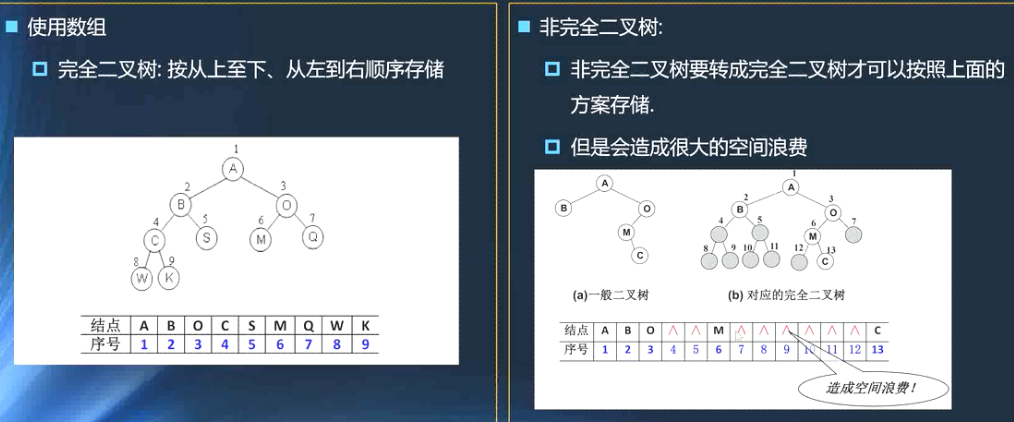 使用数组
完全二叉树: 按从上至下、从左到右顺序存储
1
A
2
3
B
O
4
5
6
7
C
S
M
Q
8
9
W
K
结点 A B O C S M Q W K
序号 1 2 3 4 5 6 7 8 9
非完全二叉树:
非完全二叉树要转成完全二叉树才可以按照上面的
方案存储.
但是会造成很大的空间浪费
A
B
O
M
C
(a)一般二叉树
1
A
2
3
B
O
4
5
6
7
M
8
9
10
11
12
13
C
(b) 对应的完全二叉树
结点 A B O ∧ ∧ M ∧ ∧ ∧ ∧ ∧ ∧ C
序号 1 2 3 4 5 6 7 8 9 10 11 12 13
造成空间浪费！